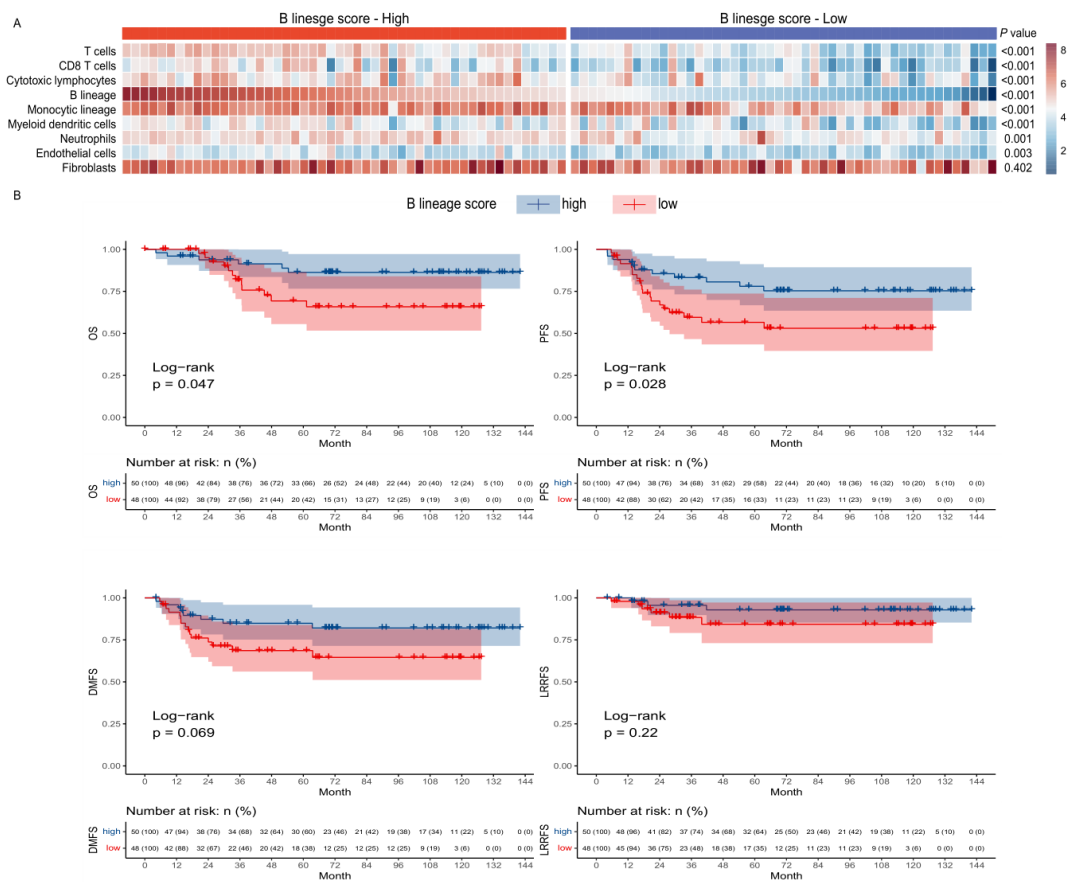 A
B linesge score - High
B linesge score - Low
P value
T cells <0.001
CD8 T cells <0.001
Cytotoxic lymphocytes <0.001
B lineage <0.001
Monocytic lineage <0.001
Myeloid dendritic cells <0.001
Neutrophils 0.001
Endothelial cells 0.003
Fibroblasts 0.402
8
6
4
2
B
B lineage score high low
1.00
0.75
0.50
0.25
0.00
OS
Log-rank
p = 0.047
0 12 24 36 48 60 72 84 96 108 120 132 144
Month
Number at risk: n (%)
OS
high 50 (100) 48 (96) 42 (84) 38 (76) 36 (72) 33 (66) 26 (52) 24 (48) 22 (44) 20 (40) 12 (24) 5 (10) 0 (0)
low 48 (100) 44 (92) 38 (79) 27 (56) 21 (44) 20 (42) 15 (31) 13 (27) 12 (25) 9 (19) 3 (6) 0 (0) 0 (0)
0 12 24 36 48 60 72 84 96 108 120 132 144
Month
1.00
0.75
0.50
0.25
0.00
PFS
Log-rank
p = 0.028
0 12 24 36 48 60 72 84 96 108 120 132 144
Month
Number at risk: n (%)
PFS
high 50 (100) 47 (94) 38 (76) 34 (68) 31 (62) 29 (58) 22 (44) 20 (40) 18 (36) 16 (32) 10 (20) 5 (10) 0 (0)
low 48 (100) 42 (88) 30 (62) 20 (42) 17 (35) 16 (33) 11 (23) 11 (23) 11 (23) 9 (19) 3 (6) 0 (0) 0 (0)
0 12 24 36 48 60 72 84 96 108 120 132 144
Month
1.00
0.75
0.50
0.25
0.00
DMFS
Log-rank
p = 0.069
0 12 24 36 48 60 72 84 96 108 120 132 144
Month
Number at risk: n (%)
DMFS
high 50 (100) 47 (94) 38 (76) 34 (68) 32 (64) 30 (60) 23 (46) 21 (42) 19 (38) 17 (34) 11 (22) 5 (10) 0 (0)
low 48 (100) 42 (88) 32 (67) 22 (46) 20 (42) 18 (38) 12 (25) 12 (25) 12 (25) 9 (19) 3 (6) 0 (0) 0 (0)
0 12 24 36 48 60 72 84 96 108 120 132 144
Month
1.00
0.75
0.50
0.25
0.00
LRRFS
Log-rank
p = 0.22
0 12 24 36 48 60 72 84 96 108 120 132 144
Month
Number at risk: n (%)
LRRFS
high 50 (100) 48 (96) 41 (82) 37 (74) 34 (68) 32 (64) 25 (50) 23 (46) 21 (42) 19 (38) 11 (22) 5 (10) 0 (0)
low 48 (100) 45 (94) 36 (75) 23 (48) 18 (38) 17 (35) 12 (25) 11 (23) 11 (23) 9 (19) 3 (6) 0 (0) 0 (0)
0 12 24 36 48 60 72 84 96 108 120 132 144
Month